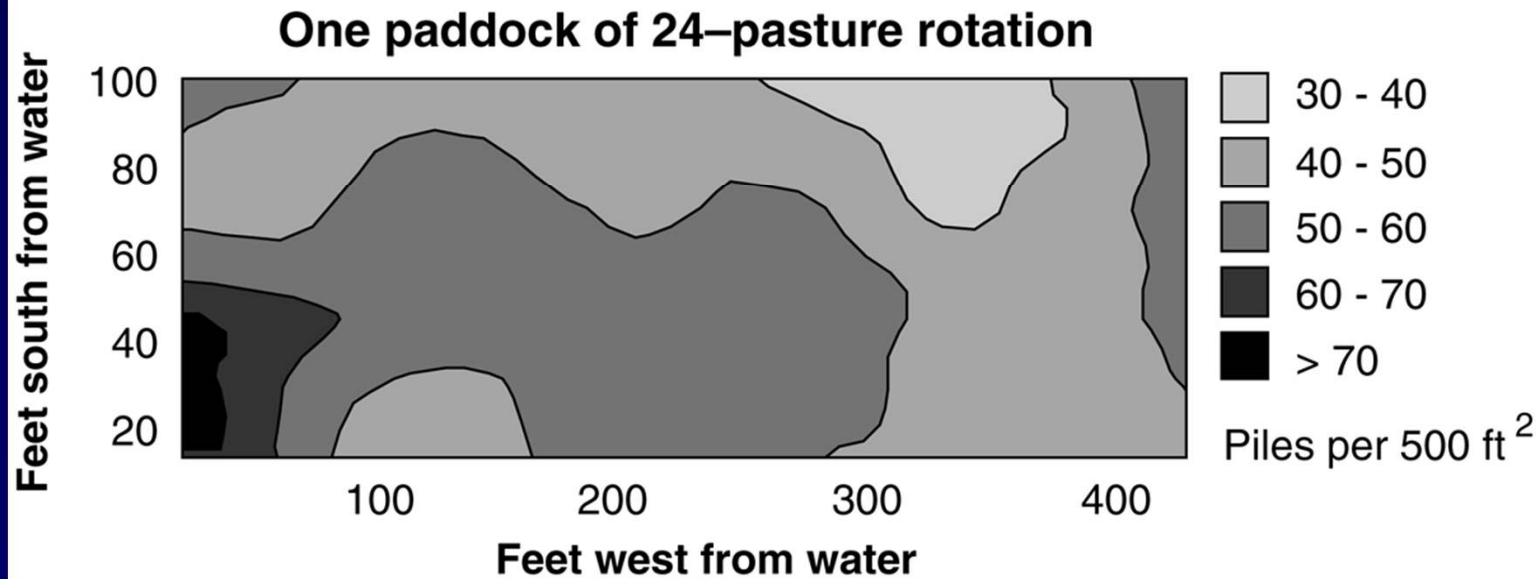 One paddock of 24–pasture rotation
Feet south from water
100
80
60
40
20
100 200 300 400
Feet west from water
30 - 40
40 - 50
50 - 60
60 - 70
> 70
Piles per 500 ft 2